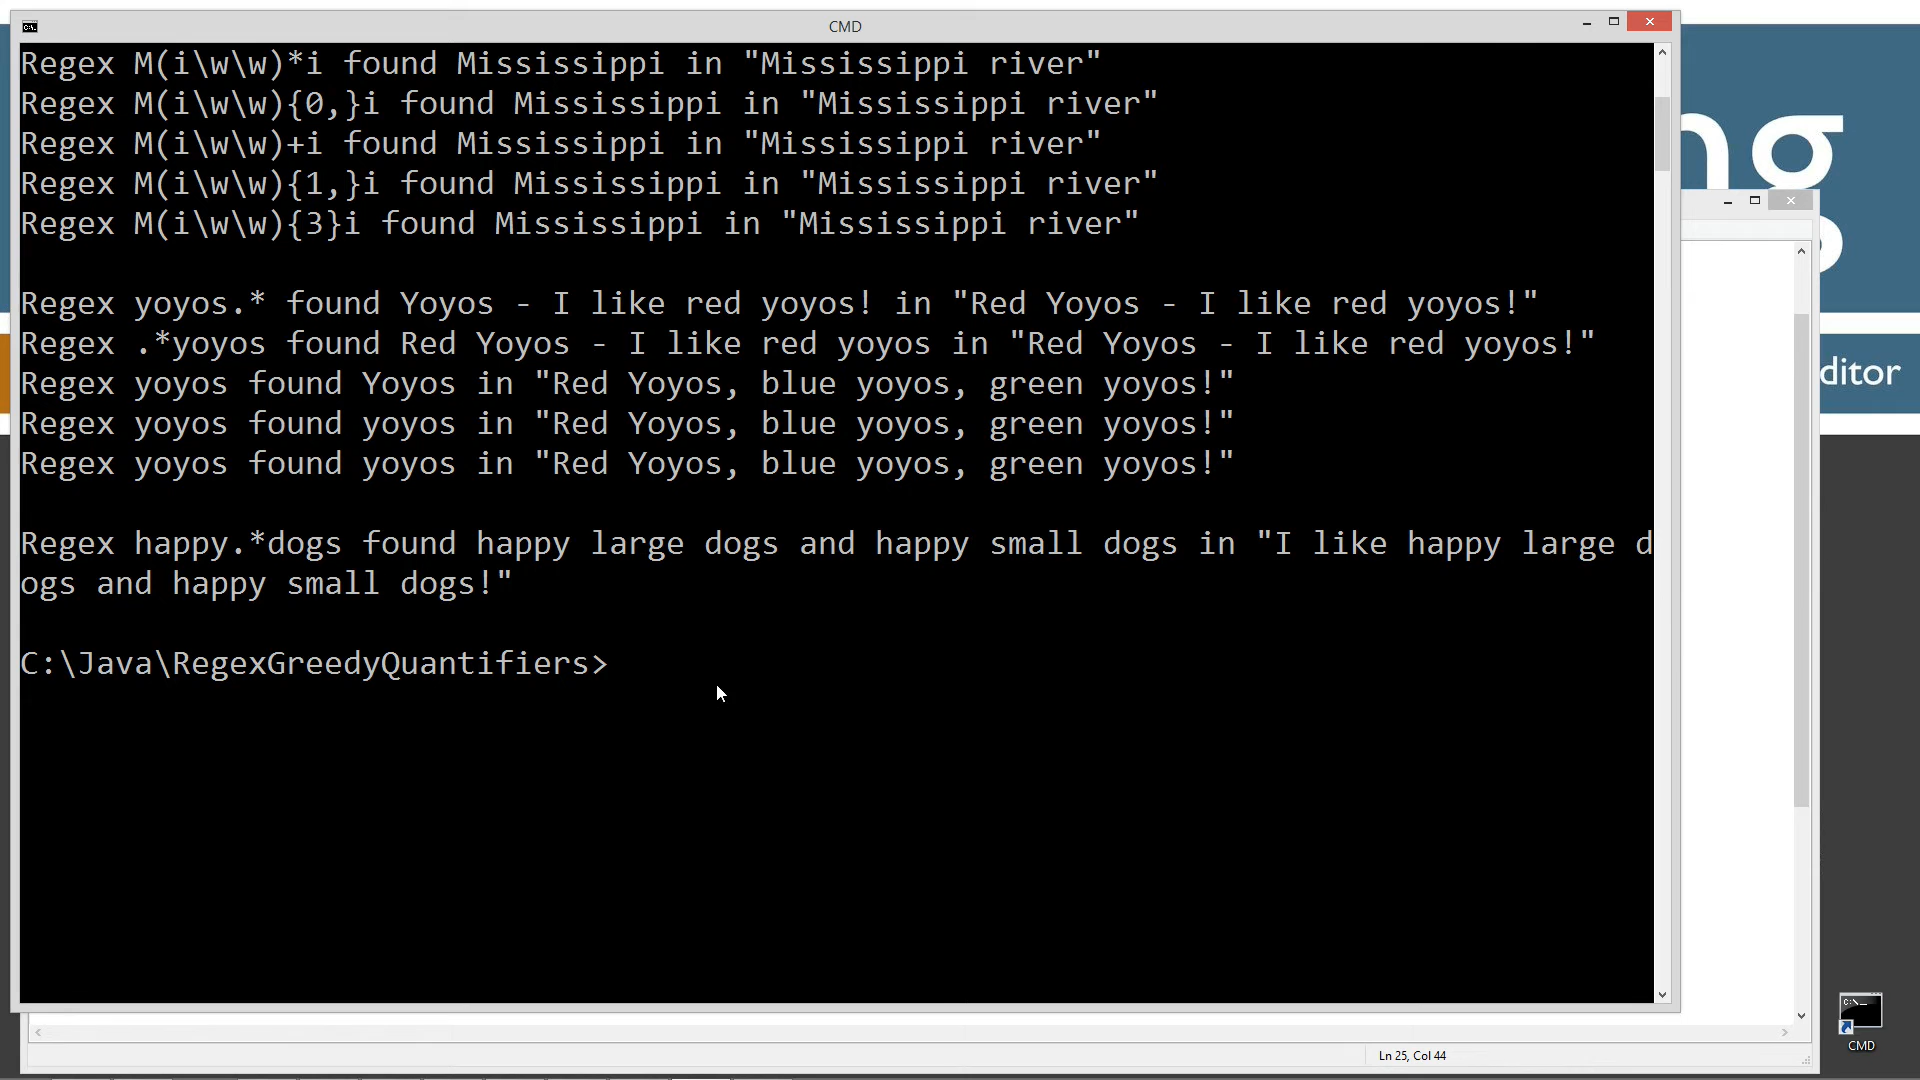 CMD
Regex M(i\w\w)*i found Mississippi in "Mississippi river"
Regex M(i\w\w){0,}i found Mississippi in "Mississippi river"
Regex M(i\w\w)+i found Mississippi in "Mississippi river"
Regex M(i\w\w){1,}i found Mississippi in "Mississippi river"
Regex M(i\w\w){3}i found Mississippi in "Mississippi river"
Regex yoyos.* found Yoyos - I like red yoyos! in "Red Yoyos - I like red yoyos!"
Regex .*yoyos found Red Yoyos - I like red yoyos in "Red Yoyos - I like red yoyos!"
Regex yoyos found Yoyos in "Red Yoyos, blue yoyos, green yoyos!"
Regex yoyos found yoyos in "Red Yoyos, blue yoyos, green yoyos!"
Regex yoyos found yoyos in "Red Yoyos, blue yoyos, green yoyos!"
Regex happy.*dogs found happy large dogs and happy small dogs in "I like happy large d
ogs and happy small dogs!"
C:\Java\RegexGreedyQuantifiers>
ng
ditor
CMD
Ln 25, Col 44